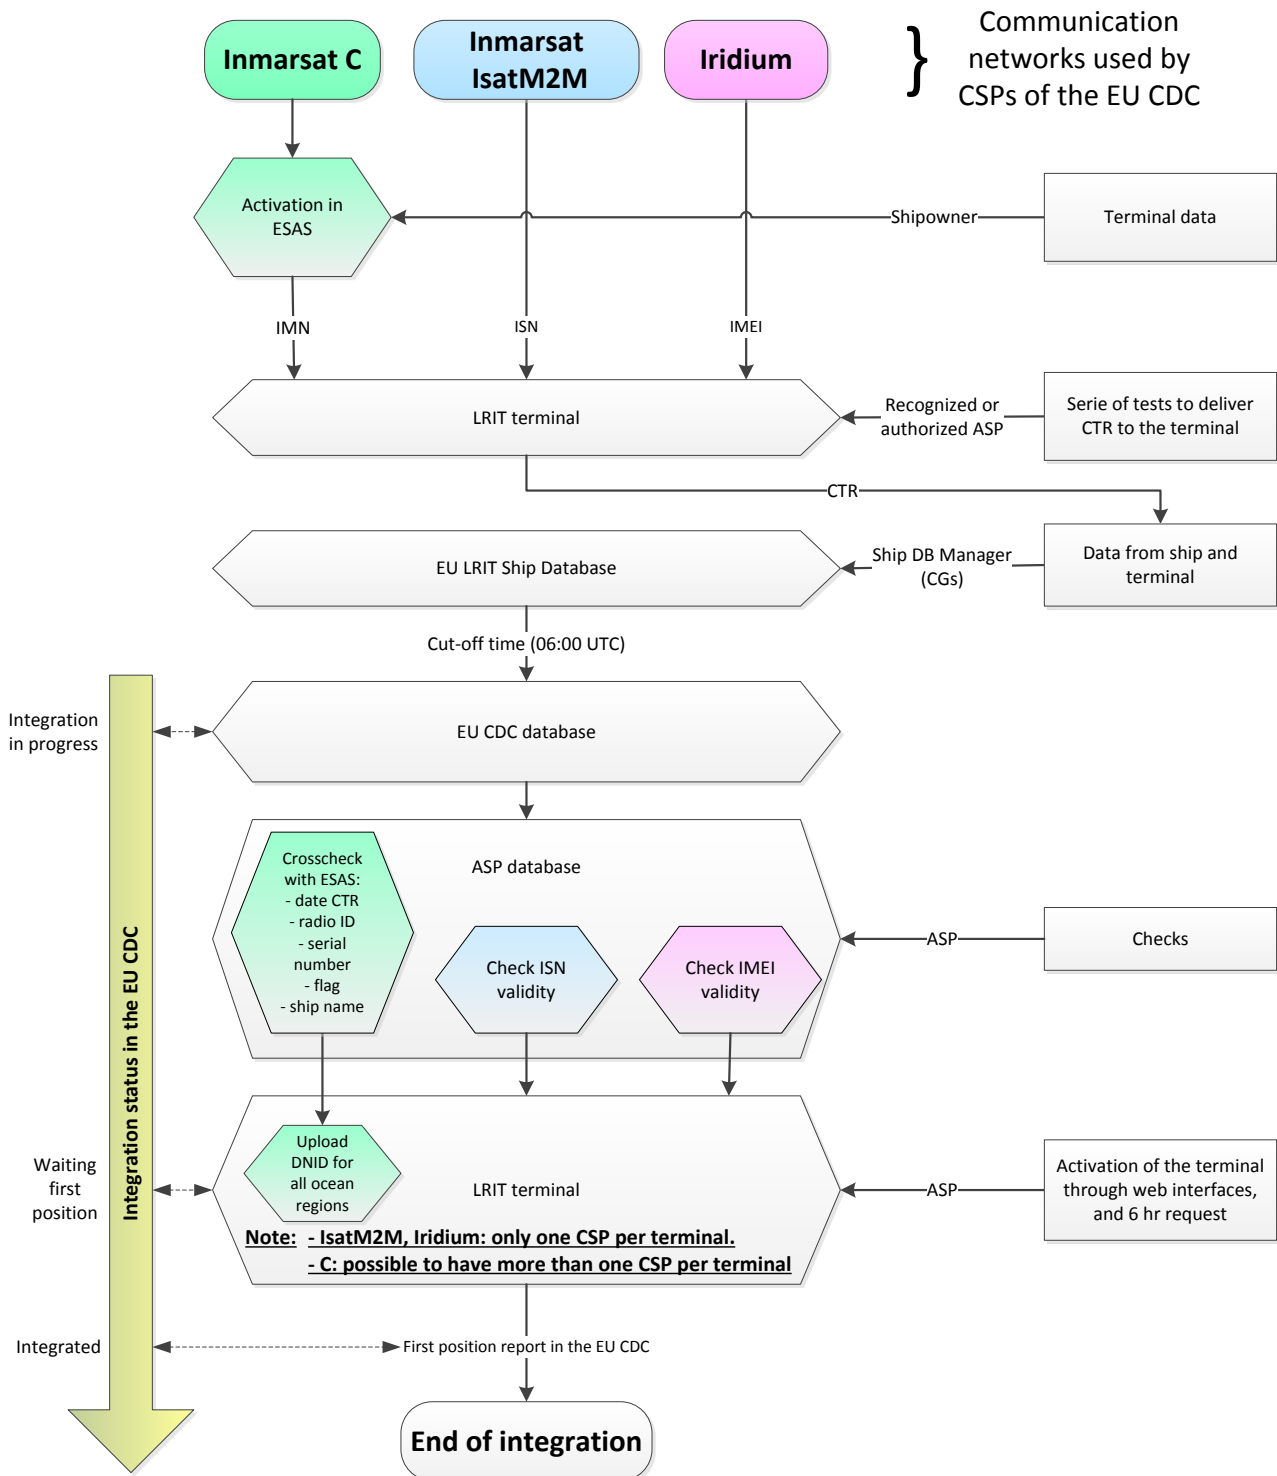 Inmarsat C
Inmarsat
IsatM2M
Iridium
}
Communication
networks used by
CSPs of the EU CDC
Activation in
ESAS
Shipowner
Terminal data
IMN
ISN
IMEI
LRIT terminal
Recognized or
authorized ASP
Serie of tests to deliver
CTR to the terminal
CTR
EU LRIT Ship Database
Ship DB Manager
(CGs)
Data from ship and
terminal
Cut-off time (06:00 UTC)
Integration
in progress
EU CDC database
Crosscheck
with ESAS:
- date CTR
- radio ID
- serial
number
- flag
- ship name
ASP database
Check ISN
validity
Check IMEI
validity
ASP
Checks
Integration status in the EU CDC
Waiting
first
position
Upload
DNID for
all ocean
regions
LRIT terminal
ASP
Activation of the terminal
through web interfaces,
and 6 hr request
Note: - IsatM2M, Iridium: only one CSP per terminal.
- C: possible to have more than one CSP per terminal
Integrated
First position report in the EU CDC
End of integration